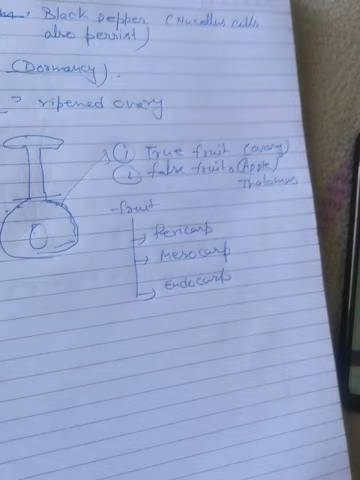 Black pepper (Nucellus cells
also persist)
(Dormancy).
→ ripened ovary
① True fruit (ovary)
② false fruits (Apple)
Thalamus
fruit
→ Pericarp
→ Mesocarp
→ Endocarp